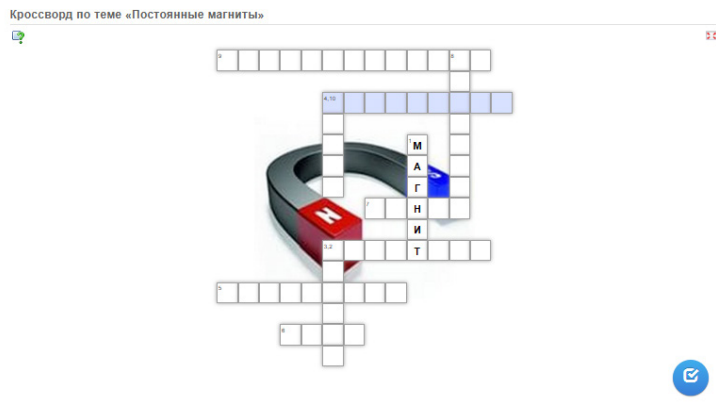 Кроссворд по теме «Постоянные магниты»
9
8
4,10
1
М
А
Г
7
Н
И
3,2
Т
5
6
N